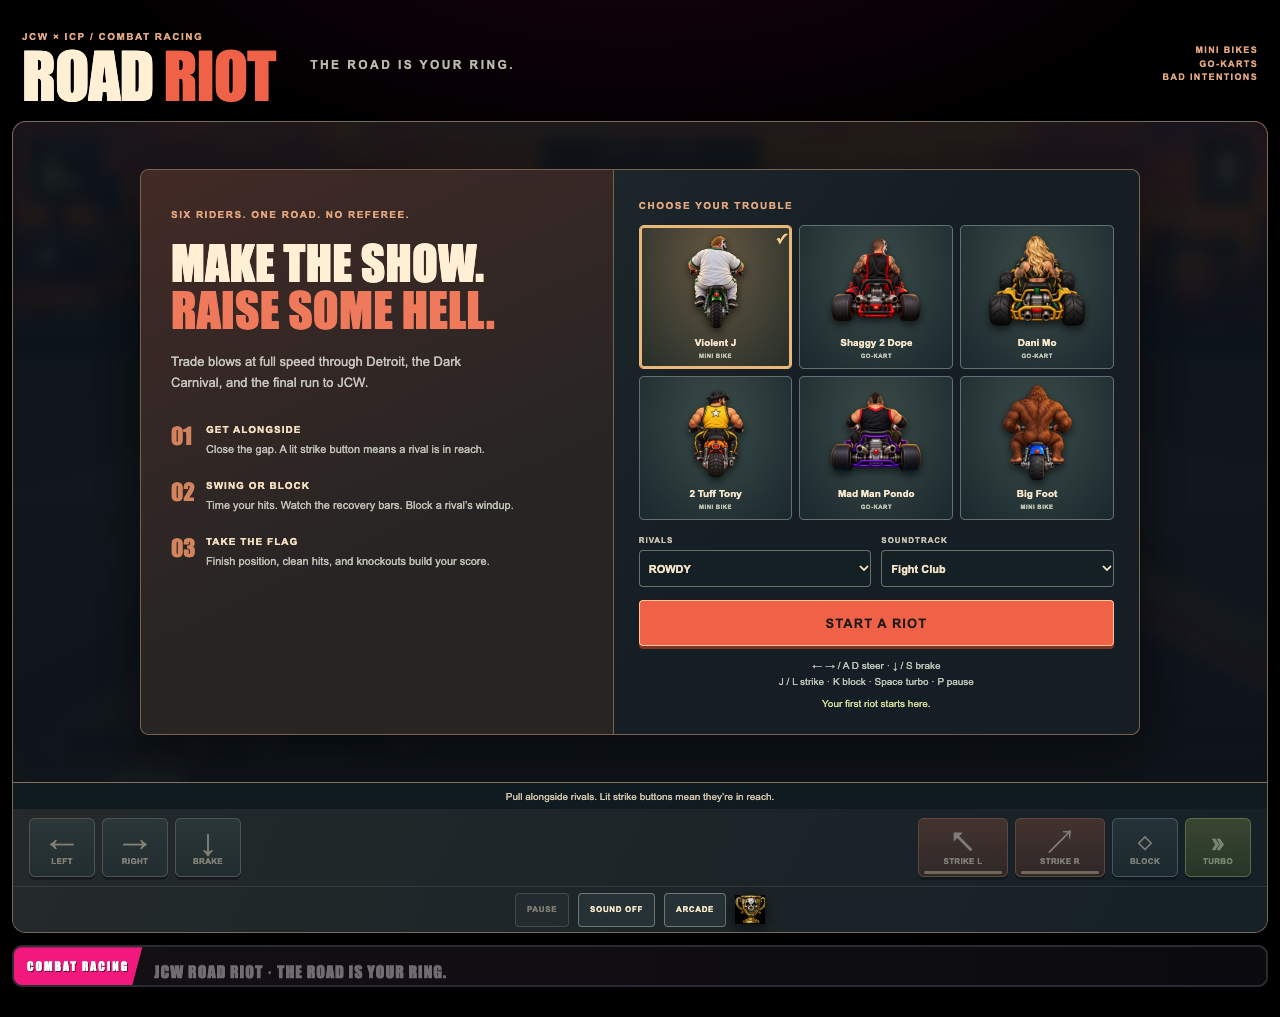 JCW × ICP / COMBAT RACING
ROAD RIOT
THE ROAD IS YOUR RING.
MINI BIKES
GO-KARTS
BAD INTENTIONS
SIX RIDERS. ONE ROAD. NO REFEREE.
MAKE THE SHOW.
RAISE SOME HELL.
Trade blows at full speed through Detroit, the Dark
Carnival, and the final run to JCW.
01 GET ALONGSIDE
Close the gap. A lit strike button means a rival is in reach.
02 SWING OR BLOCK
Time your hits. Watch the recovery bars. Block a rival's windup.
03 TAKE THE FLAG
Finish position, clean hits, and knockouts build your score.
CHOOSE YOUR TROUBLE
Violent J
MINI BIKE
Shaggy 2 Dope
GO-KART
Dani Mo
GO-KART
2 Tuff Tony
MINI BIKE
Mad Man Pondo
GO-KART
Big Foot
MINI BIKE
RIVALS
ROWDY
SOUNDTRACK
Fight Club
START A RIOT
← → / A D steer · ↓ / S brake
J / L strike · K block · Space turbo · P pause
Your first riot starts here.
Pull alongside rivals. Lit strike buttons mean they're in reach.
← LEFT
→ RIGHT
↓ BRAKE
↖ STRIKE L
↗ STRIKE R
◇ BLOCK
» TURBO
PAUSE
SOUND OFF
ARCADE
COMBAT RACING
JCW ROAD RIOT · THE ROAD IS YOUR RING.